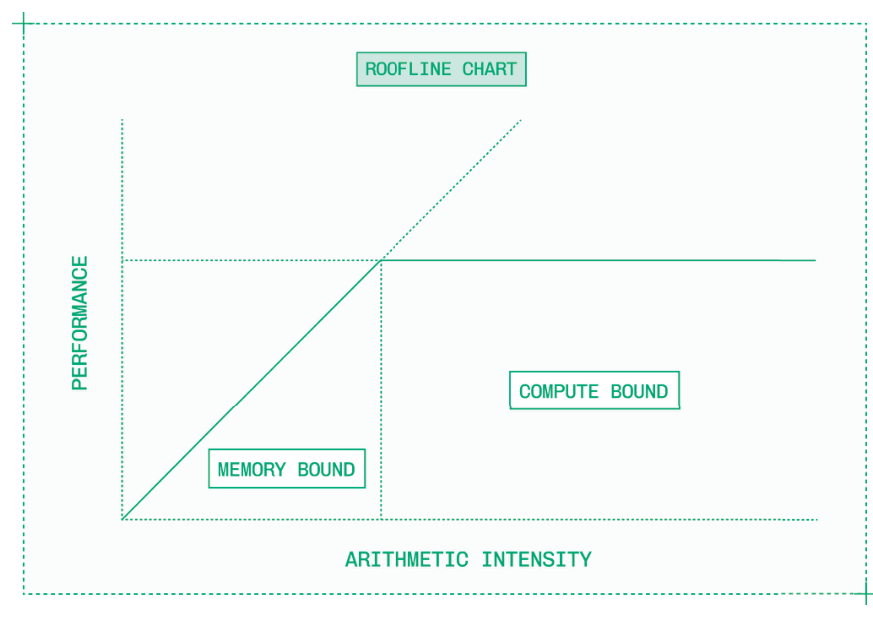 ROOFLINE CHART
PERFORMANCE
COMPUTE BOUND
MEMORY BOUND
ARITHMETIC INTENSITY